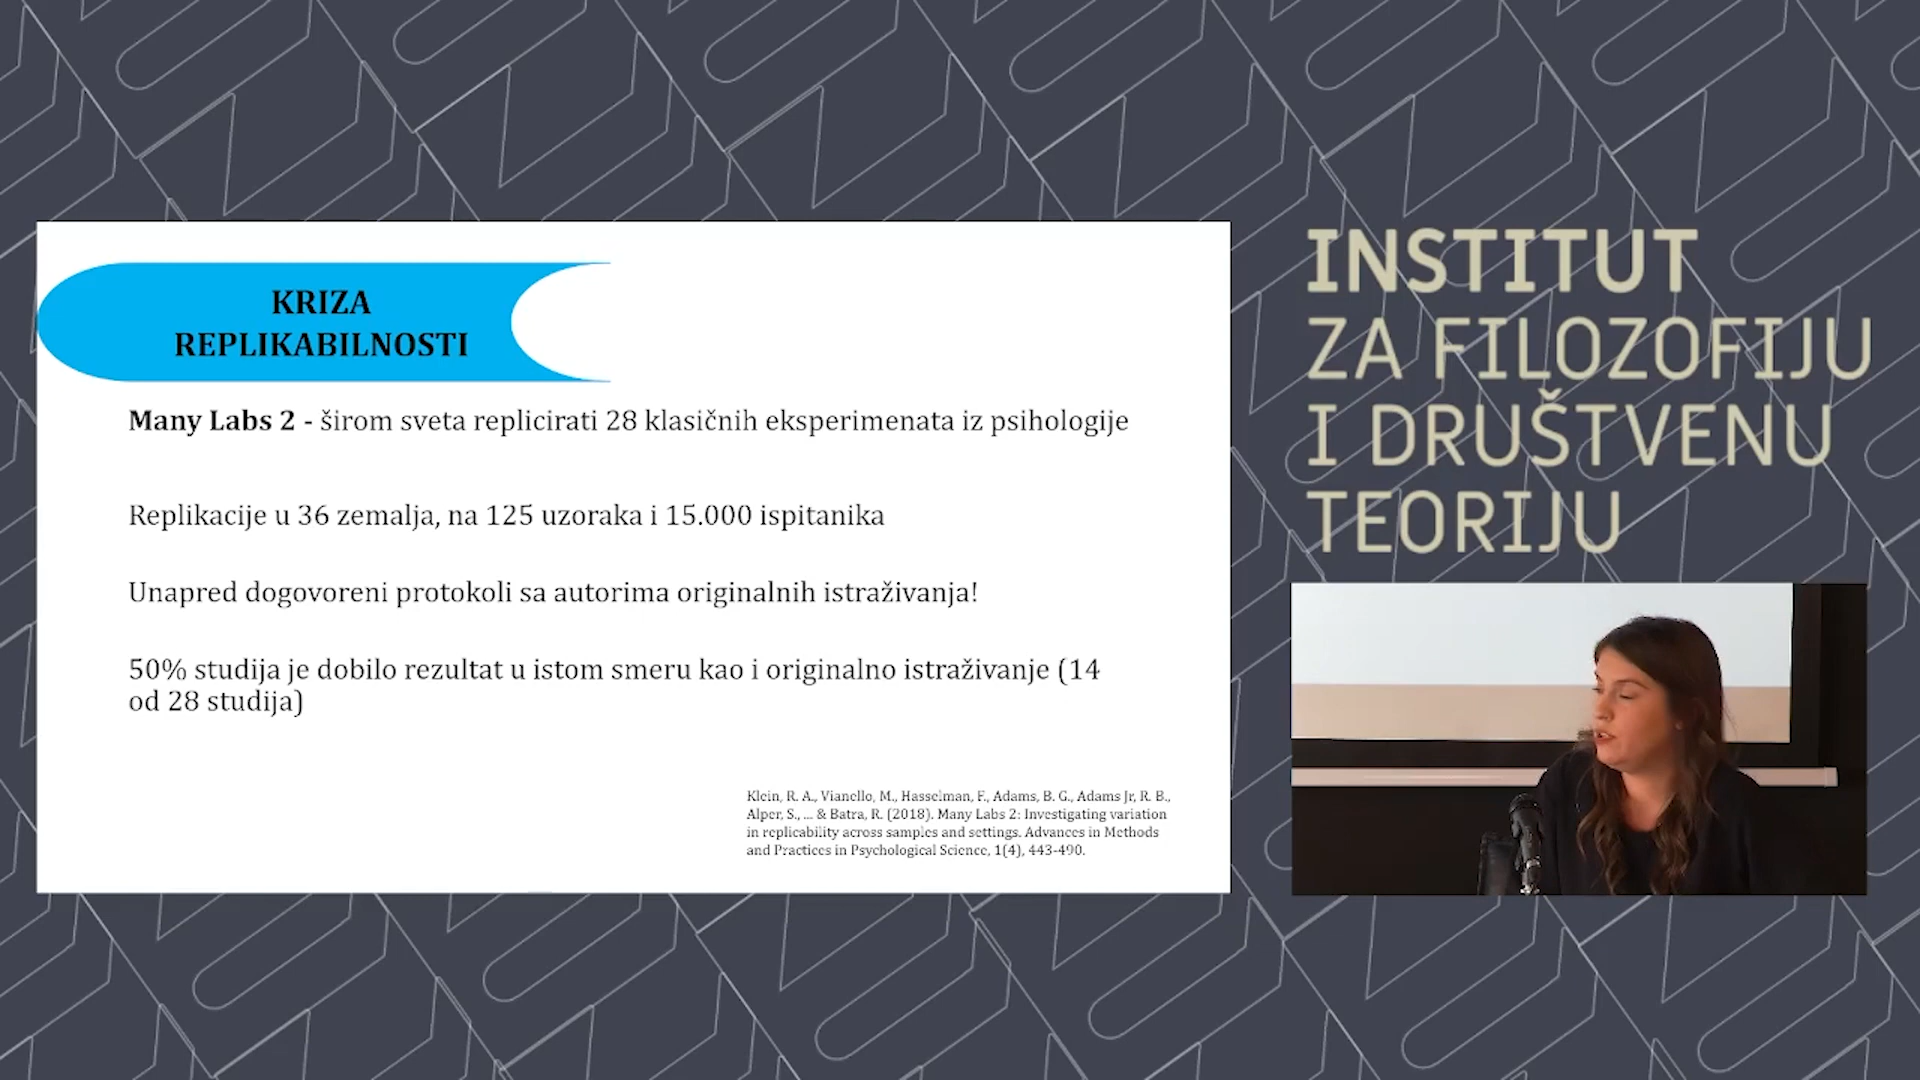 KRIZA
REPLIKABILNOSTI
Many Labs 2 - širom sveta replicirati 28 klasičnih eksperimenata iz psihologije
Replikacije u 36 zemalja, na 125 uzoraka i 15.000 ispitanika
Unapred dogovoreni protokoli sa autorima originalnih istraživanja!
50% studija je dobilo rezultat u istom smeru kao i originalno istraživanje (14
od 28 studija)
Klein, R. A., Vianello, M., Hasselman, F., Adams, B. G., Adams Jr, R. B.,
Alper, S., ... & Batra, R. (2018). Many Labs 2: Investigating variation
in replicability across samples and settings. Advances in Methods
and Practices in Psychological Science, 1(4), 443-490.
INSTITUT
ZA FILOZOFIJU
I DRUŠTVENU
TEORIJU